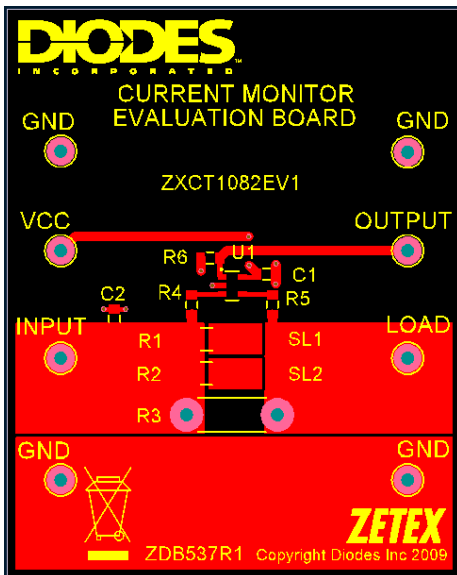 DIODES
INCORPORATED
CURRENT MONITOR
EVALUATION BOARD
GND
GND
ZXCT1082EV1
VCC
OUTPUT
R6
U1
C1
C2
R4
R5
INPUT
LOAD
R1
SL1
R2
SL2
R3
GND
GND
ZETEX
ZDB537R1
Copyright Diodes Inc 2009